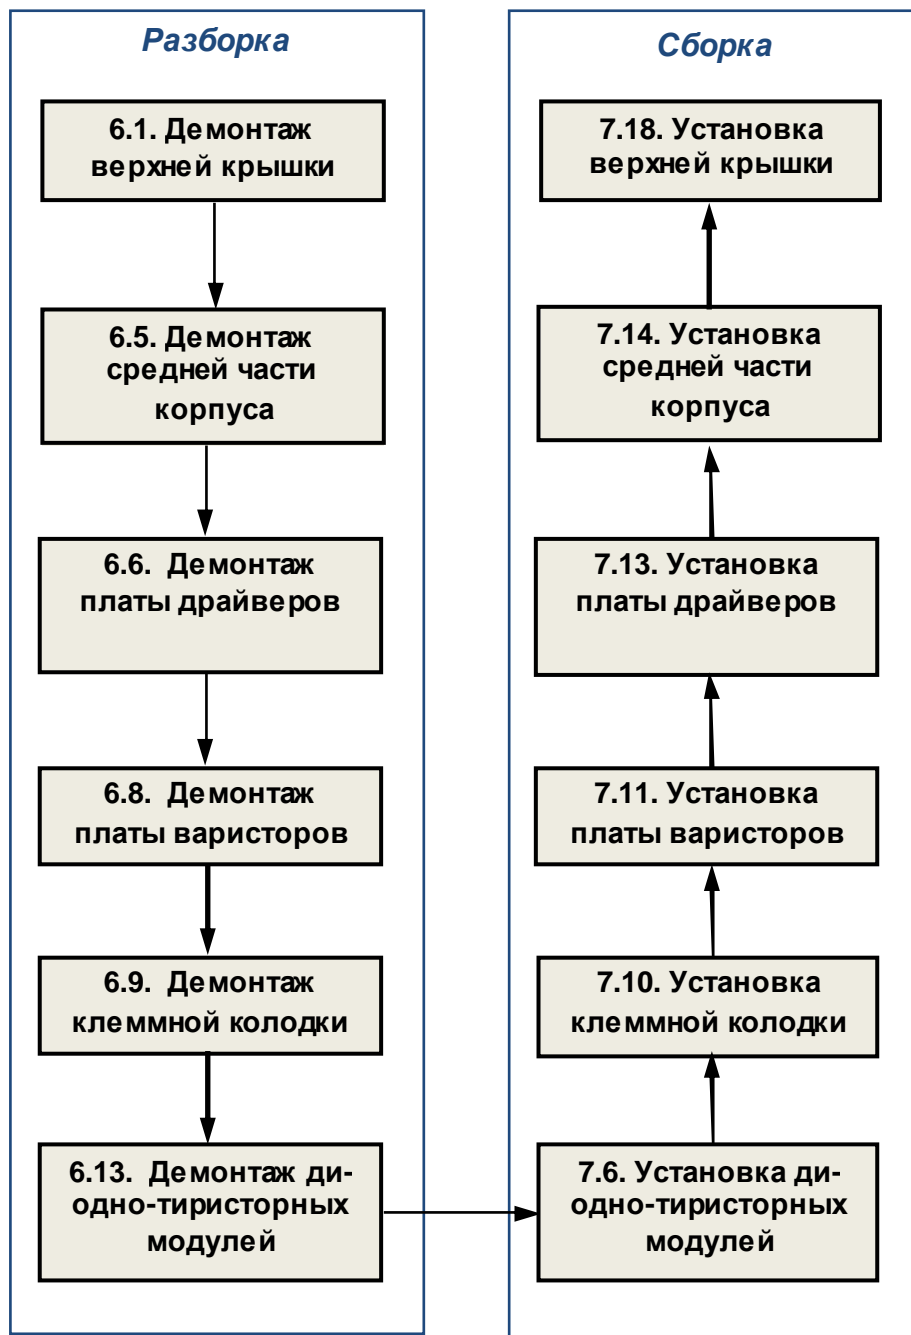 Разборка
6.1. Демонтаж
верхней крышки
6.5. Демонтаж
средней части
корпуса
6.6. Демонтаж
платы драйверов
6.8. Демонтаж
платы варисторов
6.9. Демонтаж
клеммной колодки
6.13. Демонтаж ди-
одно-тиристорных
модулей
Сборка
7.18. Установка
верхней крышки
7.14. Установка
средней части
корпуса
7.13. Установка
платы драйверов
7.11. Установка
платы варисторов
7.10. Установка
клеммной колодки
7.6. Установка ди-
одно-тиристорных
модулей